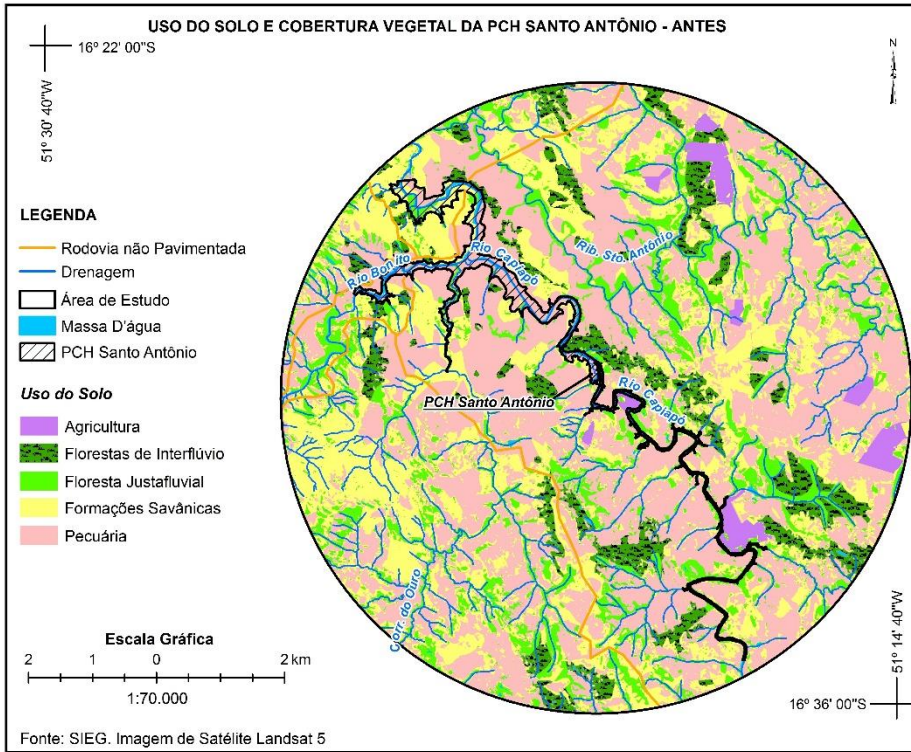 USO DO SOLO E COBERTURA VEGETAL DA PCH SANTO ANTÔNIO - ANTES
16º 22' 00"S
51º 30' 40"W
N
LEGENDA
Rodovia não Pavimentada
Drenagem
Área de Estudo
Massa D'água
PCH Santo Antônio
Uso do Solo
Agricultura
Florestas de Interflúvio
Floresta Justafluvial
Formações Savânicas
Pecuária
Rio Bonito
Rio Capiapó
Rib. Sto. Antônio
PCH Santo Antônio
Rio Capiapó
Corr. do Ouro
Escala Gráfica
2 1 0 2 km
1:70.000
51º 14' 40"W
16º 36' 00"S
Fonte: SIEG. Imagem de Satélite Landsat 5